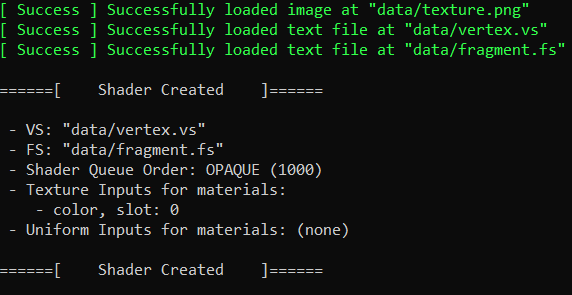 [ Success ] Successfully loaded image at "data/texture.png"
[ Success ] Successfully loaded text file at "data/vertex.vs"
[ Success ] Successfully loaded text file at "data/fragment.fs"
======[    Shader Created    ]======
- VS: "data/vertex.vs"
- FS: "data/fragment.fs"
- Shader Queue Order: OPAQUE (1000)
- Texture Inputs for materials:
- color, slot: 0
- Uniform Inputs for materials: (none)
======[    Shader Created    ]======